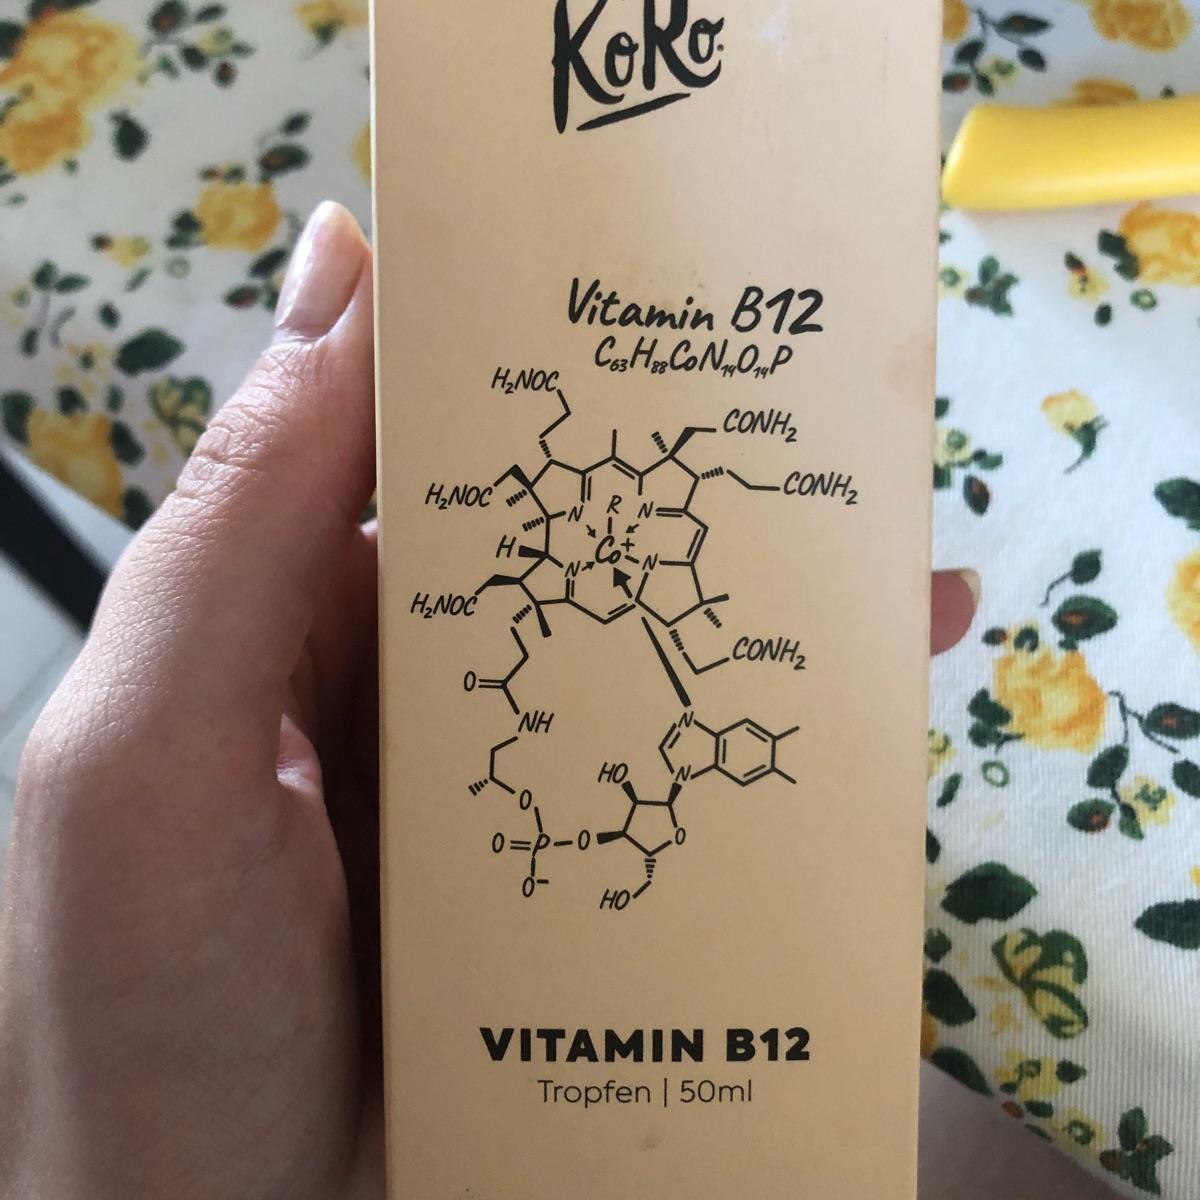 KoRo
Vitamin B12
C₆₃H₈₈CoN₁₄O₁₄P
H₂NOC
CONH₂
H₂NOC
CONH₂
R
N
N
Co+
H
N
N
H₂NOC
CONH₂
O
NH
N
HO
N
O
O
O=P-O
O-
HO
VITAMIN B12
Tropfen | 50ml